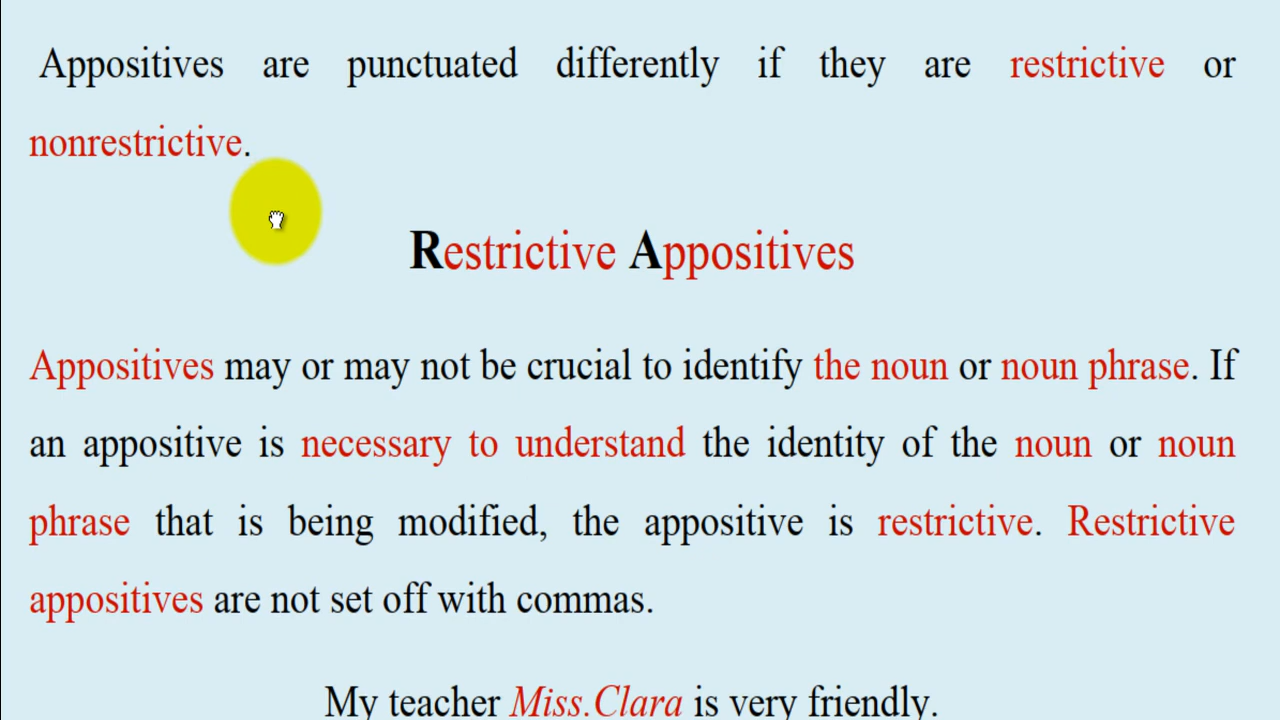 Appositives are punctuated differently if they are restrictive or
nonrestrictive.
Restrictive Appositives
Appositives may or may not be crucial to identify the noun or noun phrase. If
an appositive is necessary to understand the identity of the noun or noun
phrase that is being modified, the appositive is restrictive. Restrictive
appositives are not set off with commas.
My teacher Miss.Clara is very friendly.